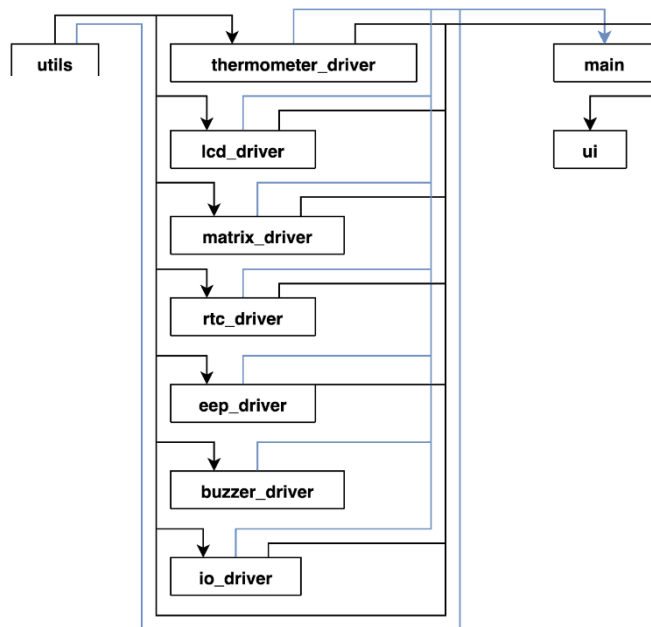 utils
thermometer_driver
main
lcd_driver
ui
matrix_driver
rtc_driver
eep_driver
buzzer_driver
io_driver